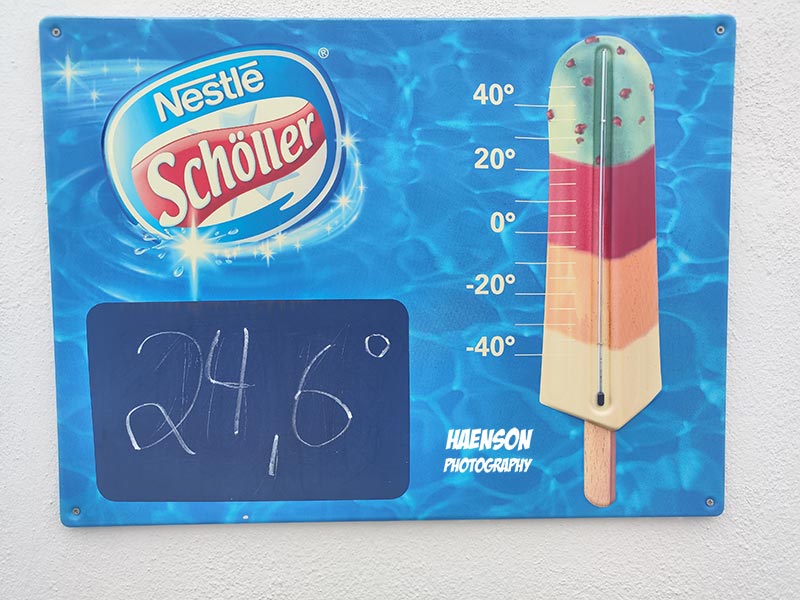 Nestlé ®
Schöller
40°
20°
0°
-20°
-40°
24,6°
HAENSON
PHOTOGRAPHY